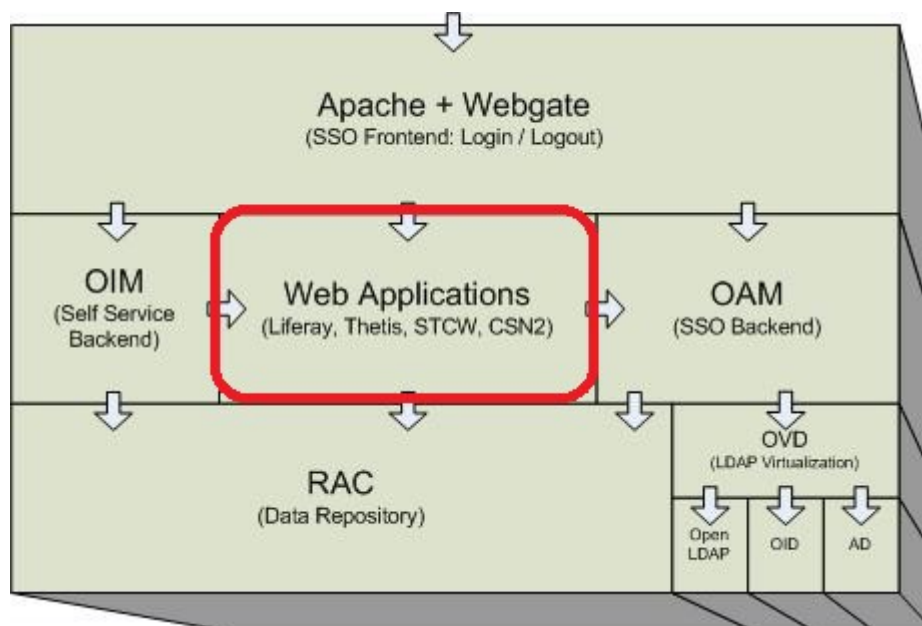 Apache + Webgate
(SSO Frontend: Login / Logout)
OIM
(Self Service
Backend)
Web Applications
(Liferay, Thetis, STCW, CSN2)
OAM
(SSO Backend)
RAC
(Data Repository)
OVD
(LDAP Virtualization)
Open
LDAP
OID
AD